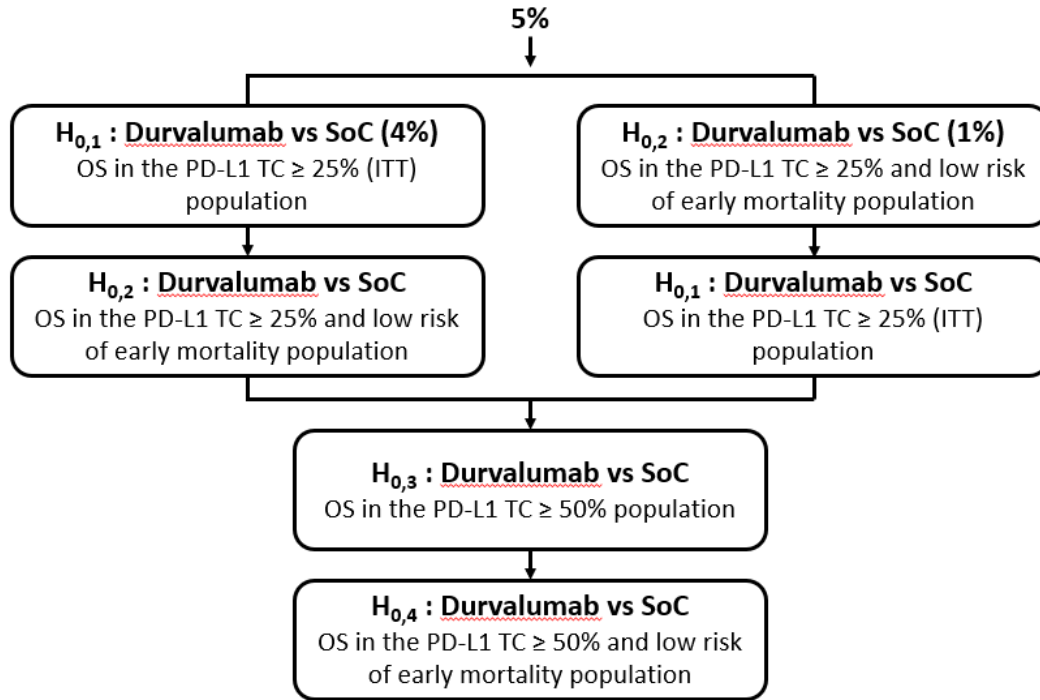 5%
H0,1 : Durvalumab vs SoC (4%)
OS in the PD-L1 TC ≥ 25% (ITT)
population
H0,2 : Durvalumab vs SoC (1%)
OS in the PD-L1 TC ≥ 25% and low risk
of early mortality population
H0,2 : Durvalumab vs SoC
OS in the PD-L1 TC ≥ 25% and low risk
of early mortality population
H0,1 : Durvalumab vs SoC
OS in the PD-L1 TC ≥ 25% (ITT)
population
H0,3 : Durvalumab vs SoC
OS in the PD-L1 TC ≥ 50% population
H0,4 : Durvalumab vs SoC
OS in the PD-L1 TC ≥ 50% and low risk
of early mortality population